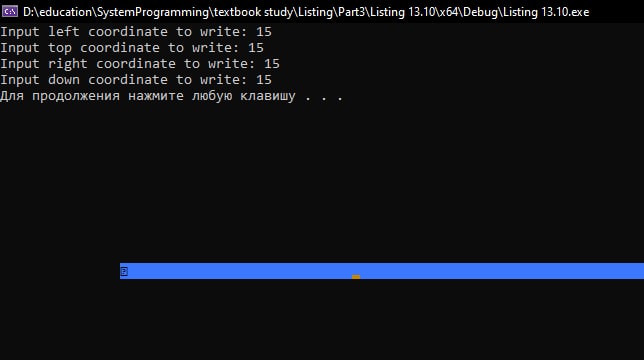 D:\education\SystemProgramming\textbook study\Listing\Part3\Listing 13.10\x64\Debug\Listing 13.10.exe
Input left coordinate to write: 15
Input top coordinate to write: 15
Input right coordinate to write: 15
Input down coordinate to write: 15
Для продолжения нажмите любую клавишу . . .